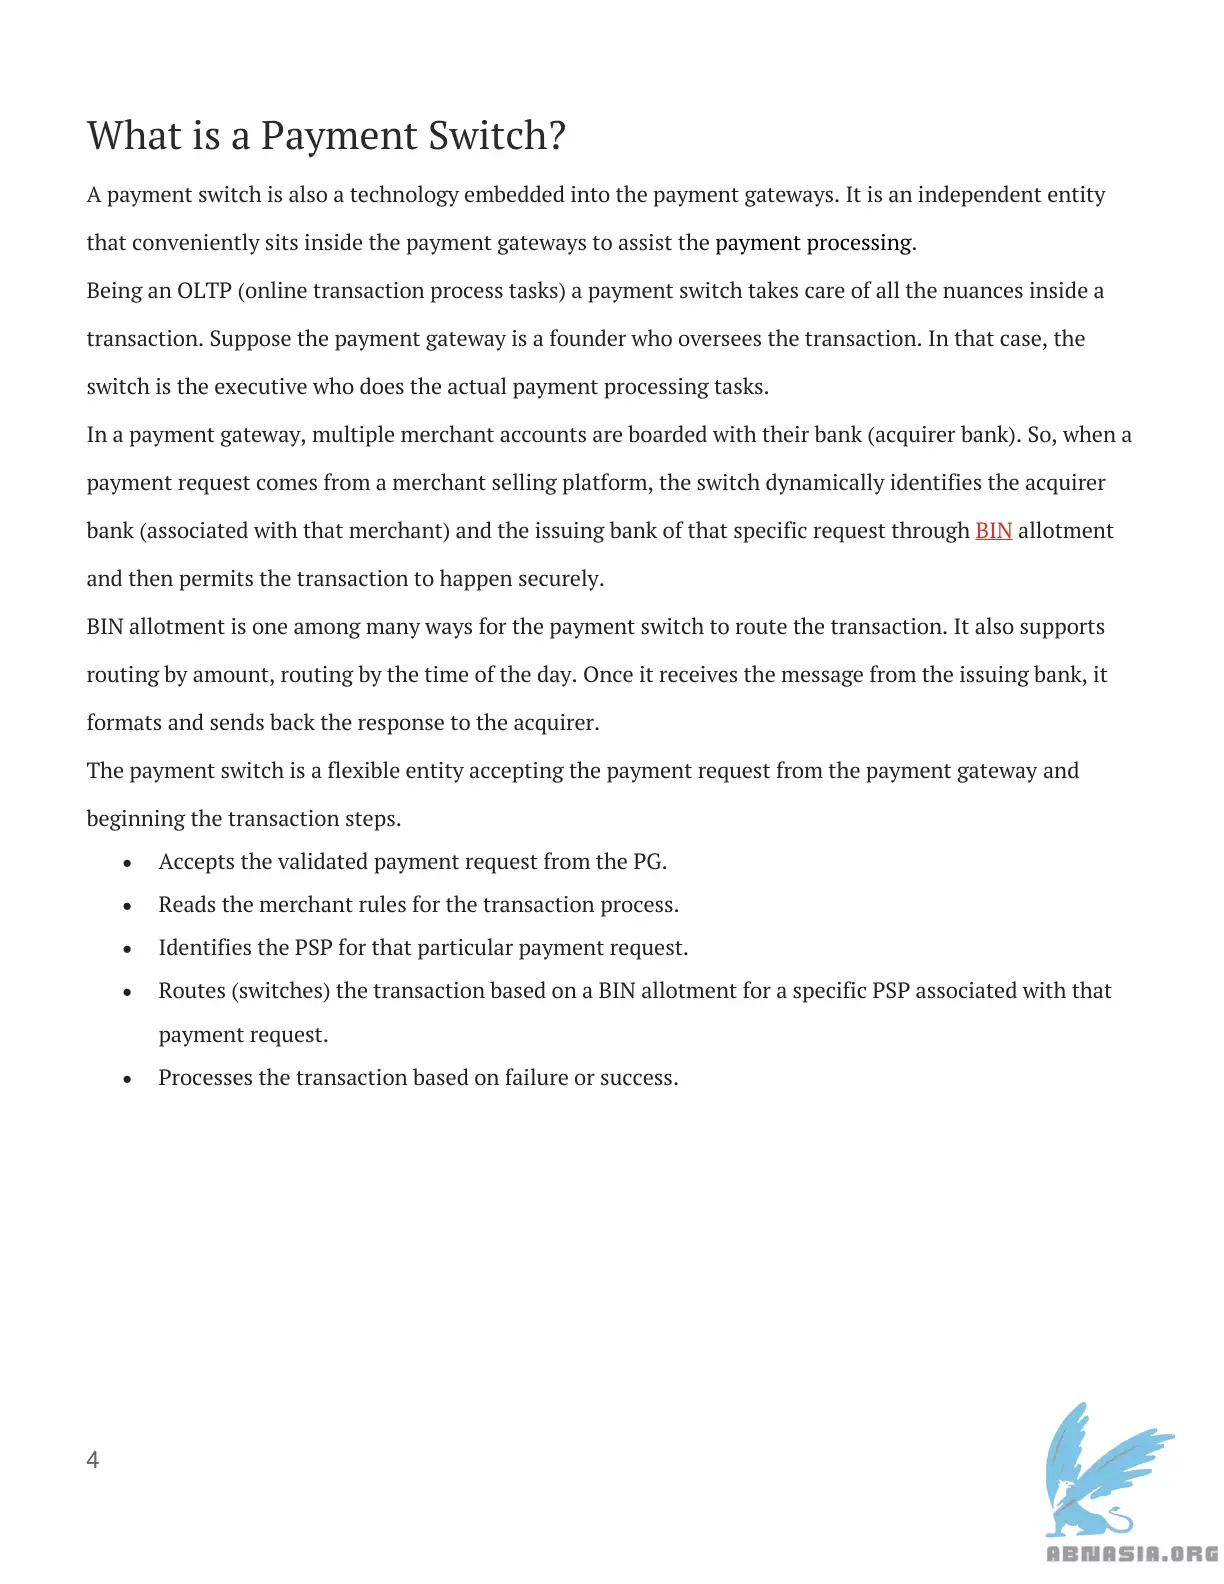 What is a Payment Switch?
A payment switch is also a technology embedded into the payment gateways. It is an independent entity
that conveniently sits inside the payment gateways to assist the payment processing.
Being an OLTP (online transaction process tasks) a payment switch takes care of all the nuances inside a
transaction. Suppose the payment gateway is a founder who oversees the transaction. In that case, the
switch is the executive who does the actual payment processing tasks.
In a payment gateway, multiple merchant accounts are boarded with their bank (acquirer bank). So, when a
payment request comes from a merchant selling platform, the switch dynamically identifies the acquirer
bank (associated with that merchant) and the issuing bank of that specific request through BIN allotment
and then permits the transaction to happen securely.
BIN allotment is one among many ways for the payment switch to route the transaction. It also supports
routing by amount, routing by the time of the day. Once it receives the message from the issuing bank, it
formats and sends back the response to the acquirer.
The payment switch is a flexible entity accepting the payment request from the payment gateway and
beginning the transaction steps.
• Accepts the validated payment request from the PG.
• Reads the merchant rules for the transaction process.
• Identifies the PSP for that particular payment request.
• Routes (switches) the transaction based on a BIN allotment for a specific PSP associated with that
payment request.
• Processes the transaction based on failure or success.
4
ABNASIA.ORG